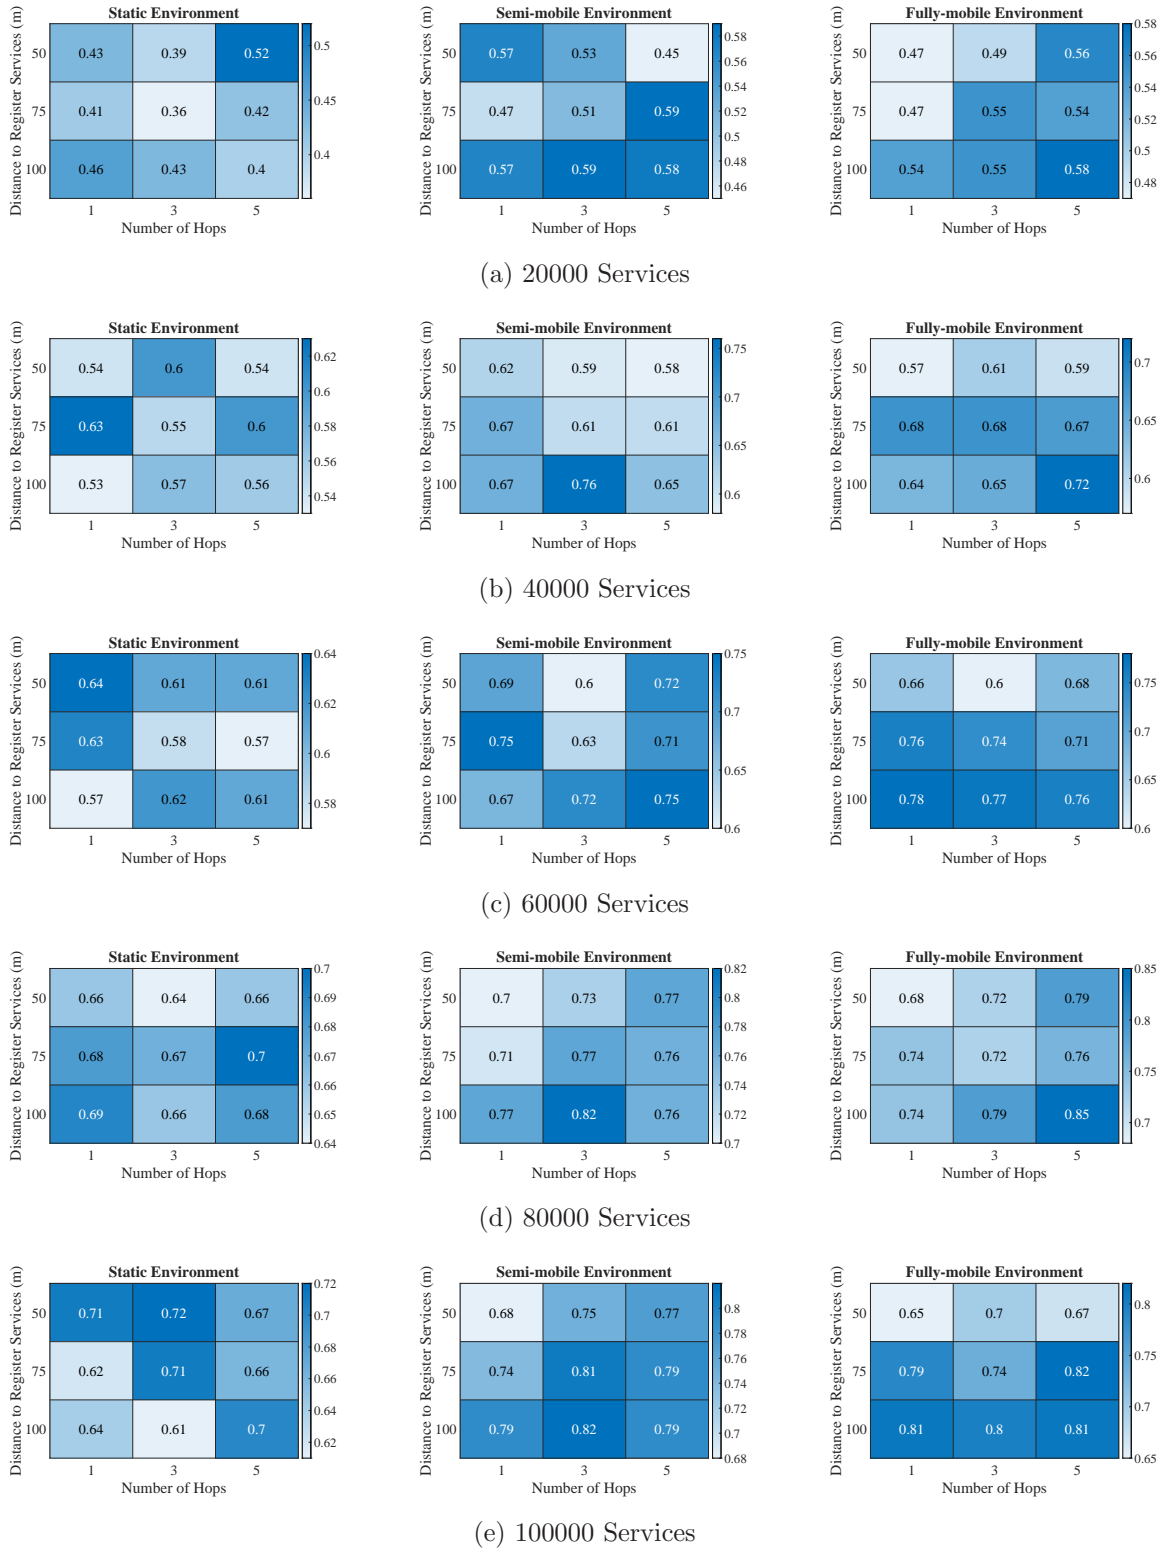 Static Environment Semi-mobile Environment Fully-mobile Environment
Distance to Register Services (m) Distance to Register Services (m) Distance to Register Services (m)
50 0.43 0.39 0.52 0.5 50 0.57 0.53 0.45 0.58 0.56 50 0.47 0.49 0.56 0.58 0.56
75 0.41 0.36 0.42 0.45 75 0.47 0.51 0.59 0.54 0.52 0.5 75 0.47 0.55 0.54 0.54 0.52
100 0.46 0.43 0.4 0.4 100 0.57 0.59 0.58 0.48 0.46 100 0.54 0.55 0.58 0.5 0.48
1 3 5 1 3 5 1 3 5
Number of Hops Number of Hops Number of Hops
(a) 20000 Services
Static Environment Semi-mobile Environment Fully-mobile Environment
Distance to Register Services (m) Distance to Register Services (m) Distance to Register Services (m)
50 0.54 0.6 0.54 0.62 0.6 50 0.62 0.59 0.58 0.75 50 0.57 0.61 0.59 0.7
75 0.63 0.55 0.6 0.58 75 0.67 0.61 0.61 0.7 0.65 75 0.68 0.68 0.67
100 0.53 0.57 0.56 0.56 0.54 100 0.67 0.76 0.65 0.6 100 0.64 0.65 0.72 0.6
1 3 5 1 3 5 1 3 5
Number of Hops Number of Hops Number of Hops
(b) 40000 Services
Static Environment Semi-mobile Environment Fully-mobile Environment
Distance to Register Services (m) Distance to Register Services (m) Distance to Register Services (m)
50 0.64 0.61 0.61 0.64 0.62 50 0.69 0.6 0.72 0.75 0.7 50 0.66 0.6 0.68 0.75
75 0.63 0.58 0.57 0.6 75 0.75 0.63 0.71 0.65 75 0.76 0.74 0.71 0.7
100 0.57 0.62 0.61 0.58 100 0.67 0.72 0.75 0.6 100 0.78 0.77 0.76 0.65 0.6
1 3 5 1 3 5 1 3 5
Number of Hops Number of Hops Number of Hops
(c) 60000 Services
Static Environment Semi-mobile Environment Fully-mobile Environment
Distance to Register Services (m) Distance to Register Services (m) Distance to Register Services (m)
50 0.66 0.64 0.66 0.7 0.69 50 0.7 0.73 0.77 0.82 0.8 0.78 50 0.68 0.72 0.79 0.85 0.8
75 0.68 0.67 0.7 0.68 0.67 0.66 75 0.71 0.77 0.76 0.76 0.74 75 0.74 0.72 0.76 0.75
100 0.69 0.66 0.68 0.65 0.64 100 0.77 0.82 0.76 0.72 0.7 100 0.74 0.79 0.85 0.7
1 3 5 1 3 5 1 3 5
Number of Hops Number of Hops Number of Hops
(d) 80000 Services
Static Environment Semi-mobile Environment Fully-mobile Environment
Distance to Register Services (m) Distance to Register Services (m) Distance to Register Services (m)
50 0.71 0.72 0.67 0.72 0.7 50 0.68 0.75 0.77 0.8 0.78 50 0.65 0.7 0.67 0.8
75 0.62 0.71 0.66 0.68 0.66 75 0.74 0.81 0.79 0.76 0.74 0.72 75 0.79 0.74 0.82 0.75
100 0.64 0.61 0.7 0.64 0.62 100 0.79 0.82 0.79 0.7 0.68 100 0.81 0.8 0.81 0.7 0.65
1 3 5 1 3 5 1 3 5
Number of Hops Number of Hops Number of Hops
(e) 100000 Services